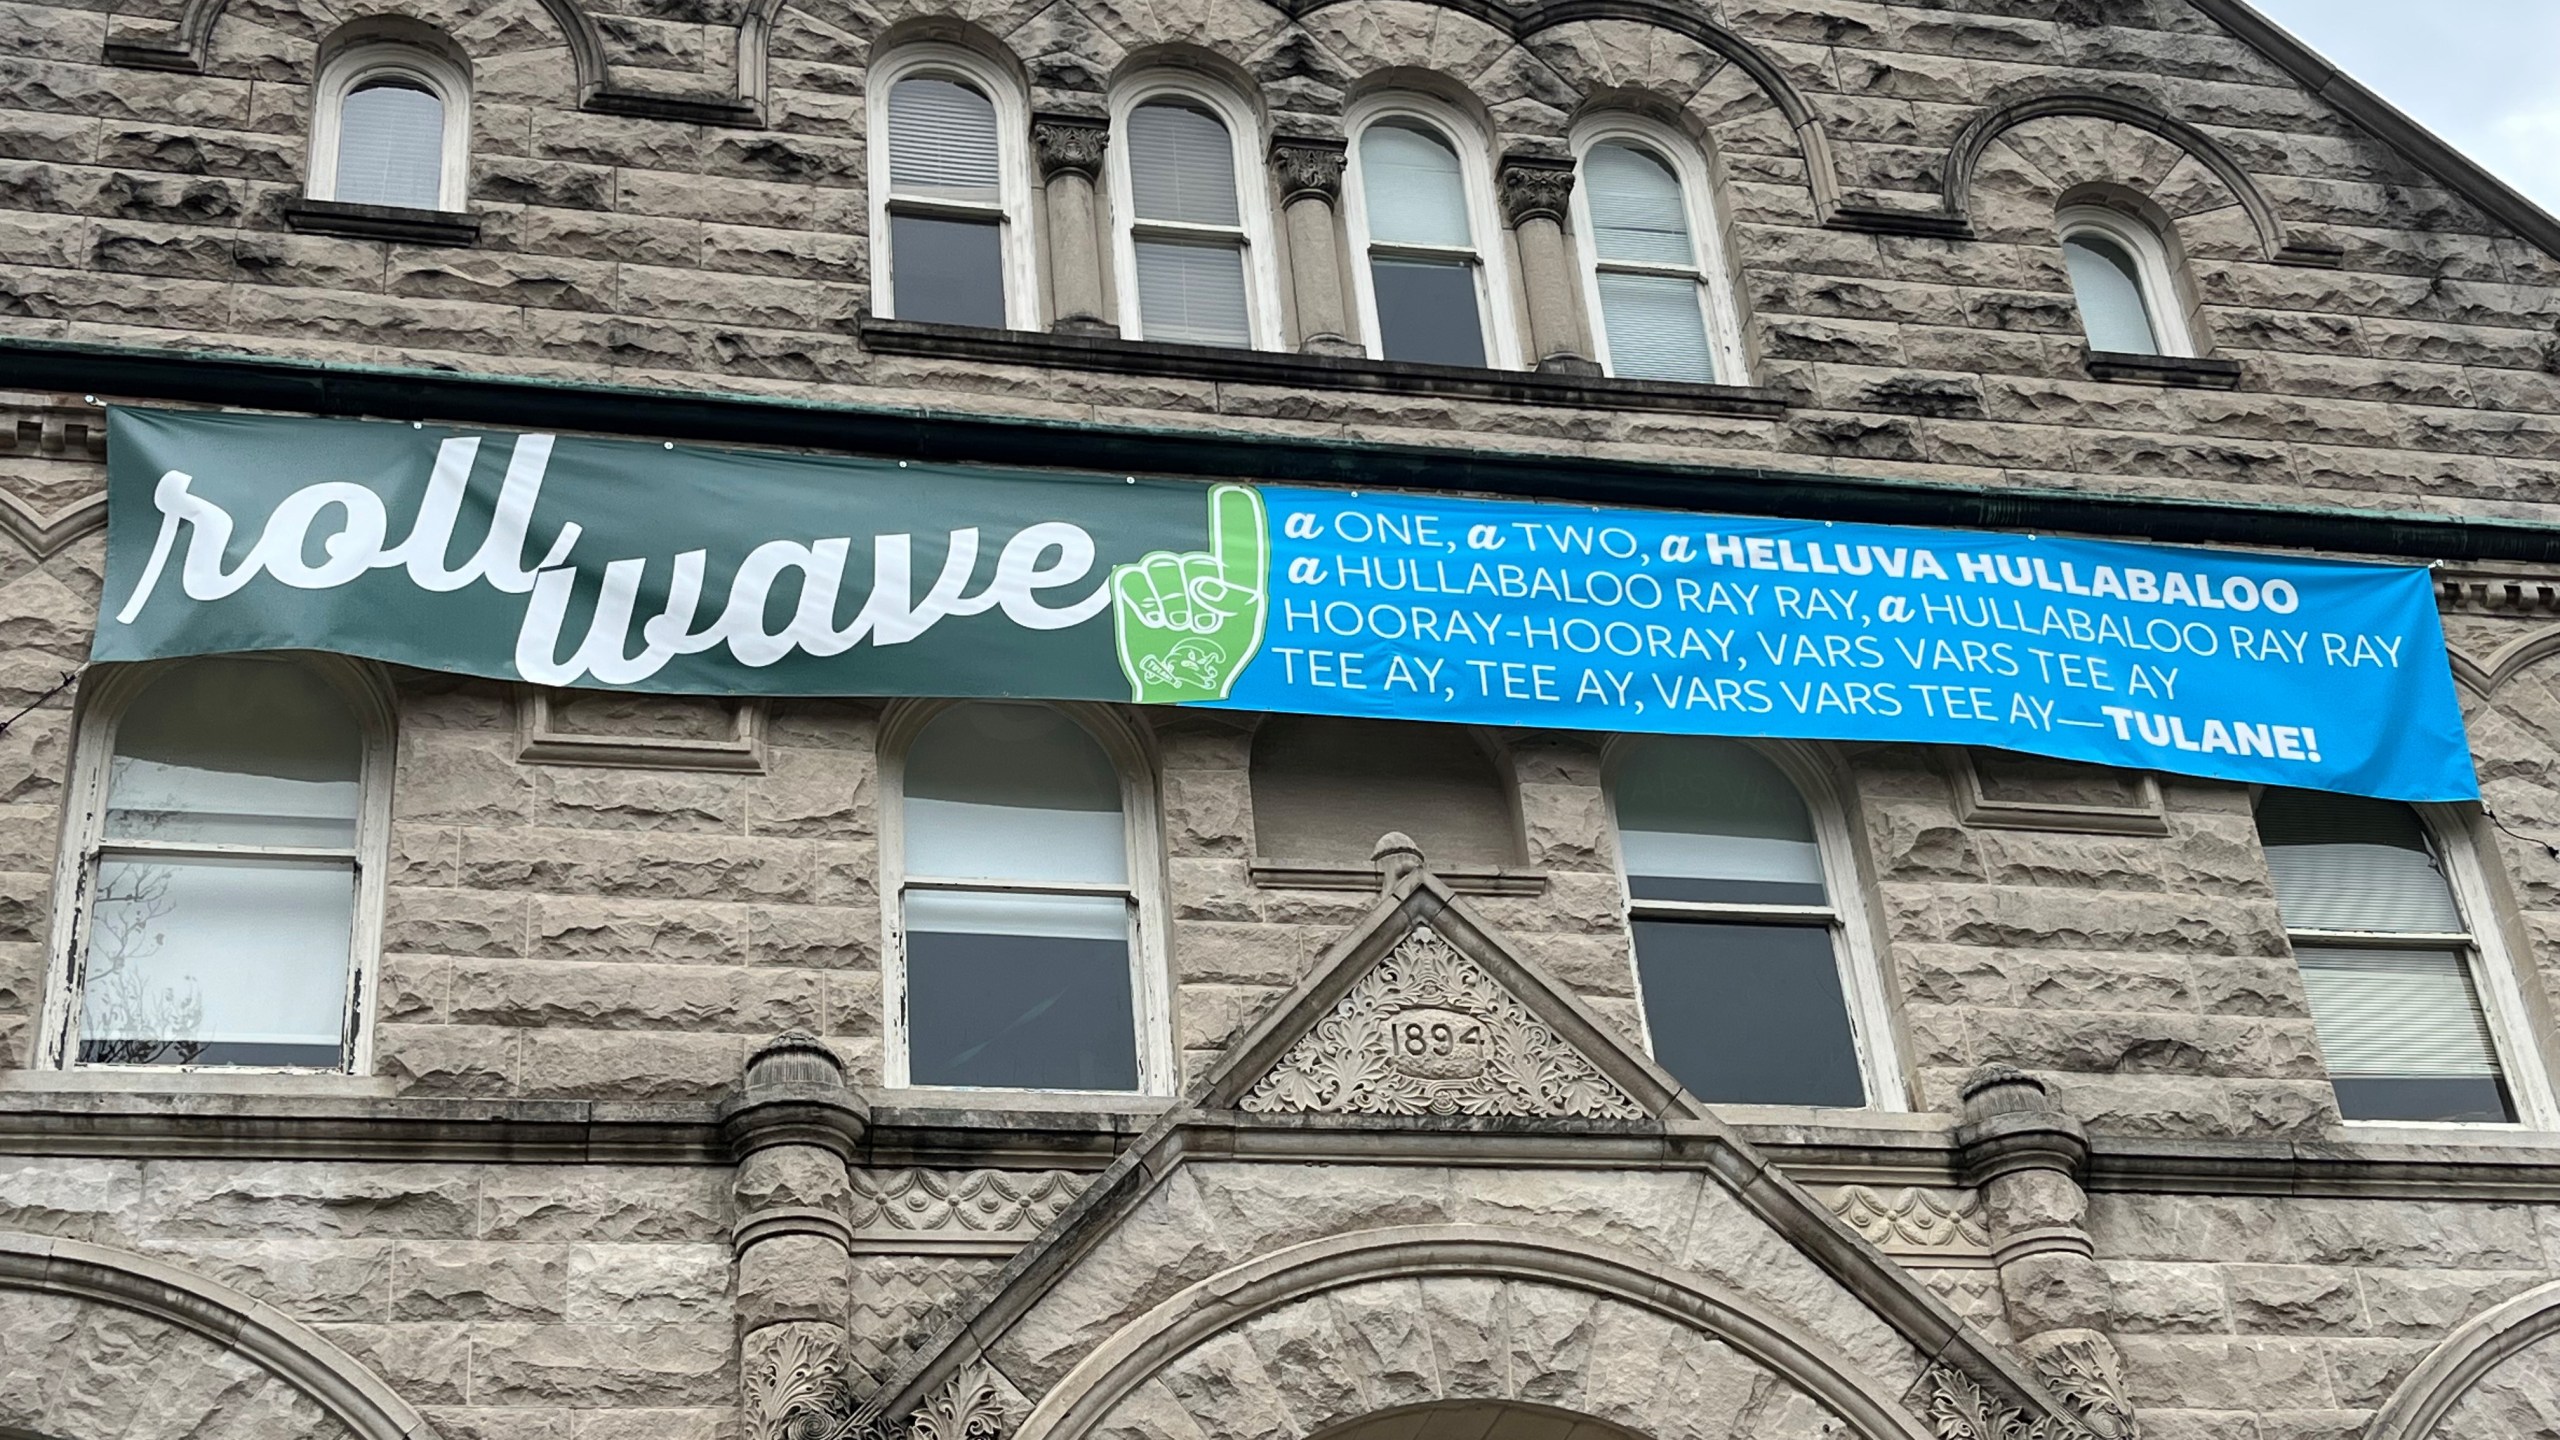 roll
wave
a ONE, a TWO, a HELLUVA HULLABALOO
a HULLABALOO RAY RAY, a HULLABALOO RAY RAY
HOORAY-HOORAY, VARS VARS TEE AY
TEE AY, TEE AY, VARS VARS TEE AY—TULANE!
1894